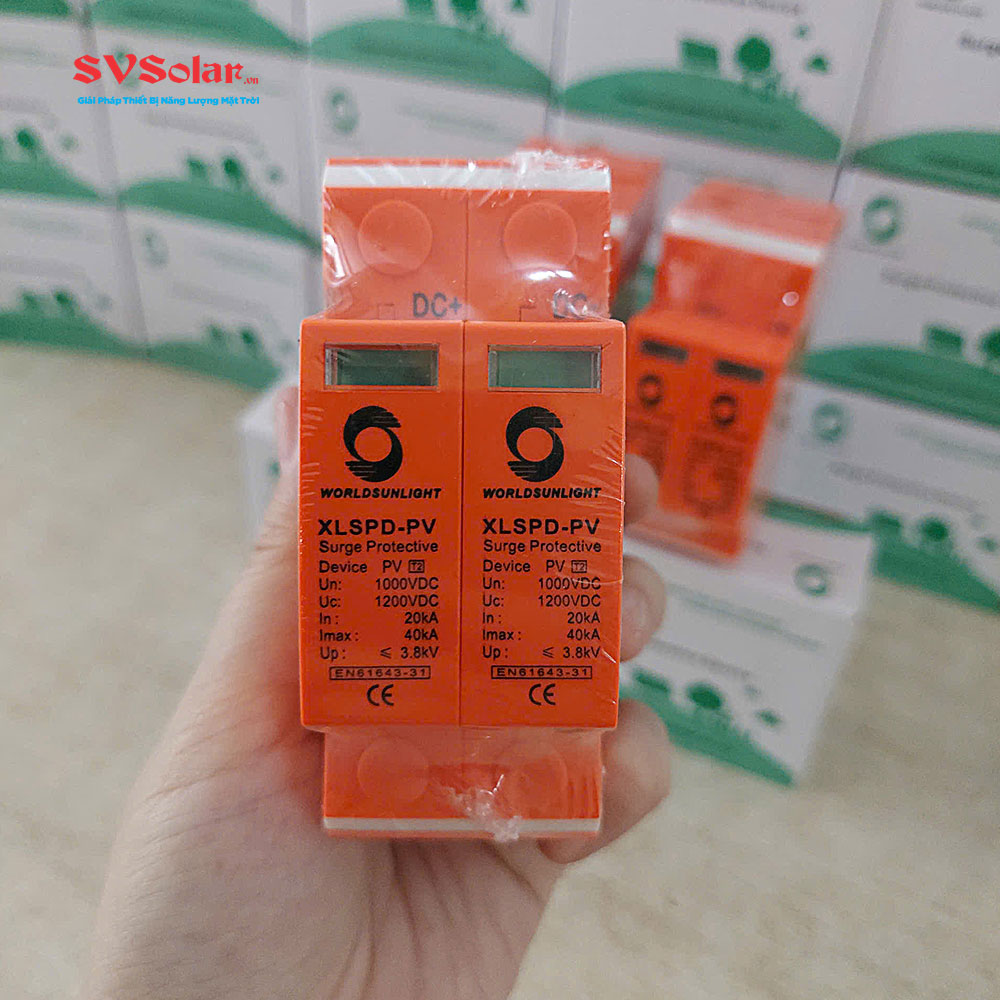 SVSolar.vn
Giải Pháp Thiết Bị Năng Lượng Mặt Trời
DC+
DC-
WORLDSUNLIGHT
XLSPD-PV
Surge Protective
Device PV T2
Un: 1000VDC
Uc: 1200VDC
In : 20kA
Imax : 40kA
Up : ≤ 3.8kV
EN61643-31
CE
WORLDSUNLIGHT
XLSPD-PV
Surge Protective
Device PV T2
Un: 1000VDC
Uc: 1200VDC
In : 20kA
Imax : 40kA
Up : ≤ 3.8kV
EN61643-31
CE